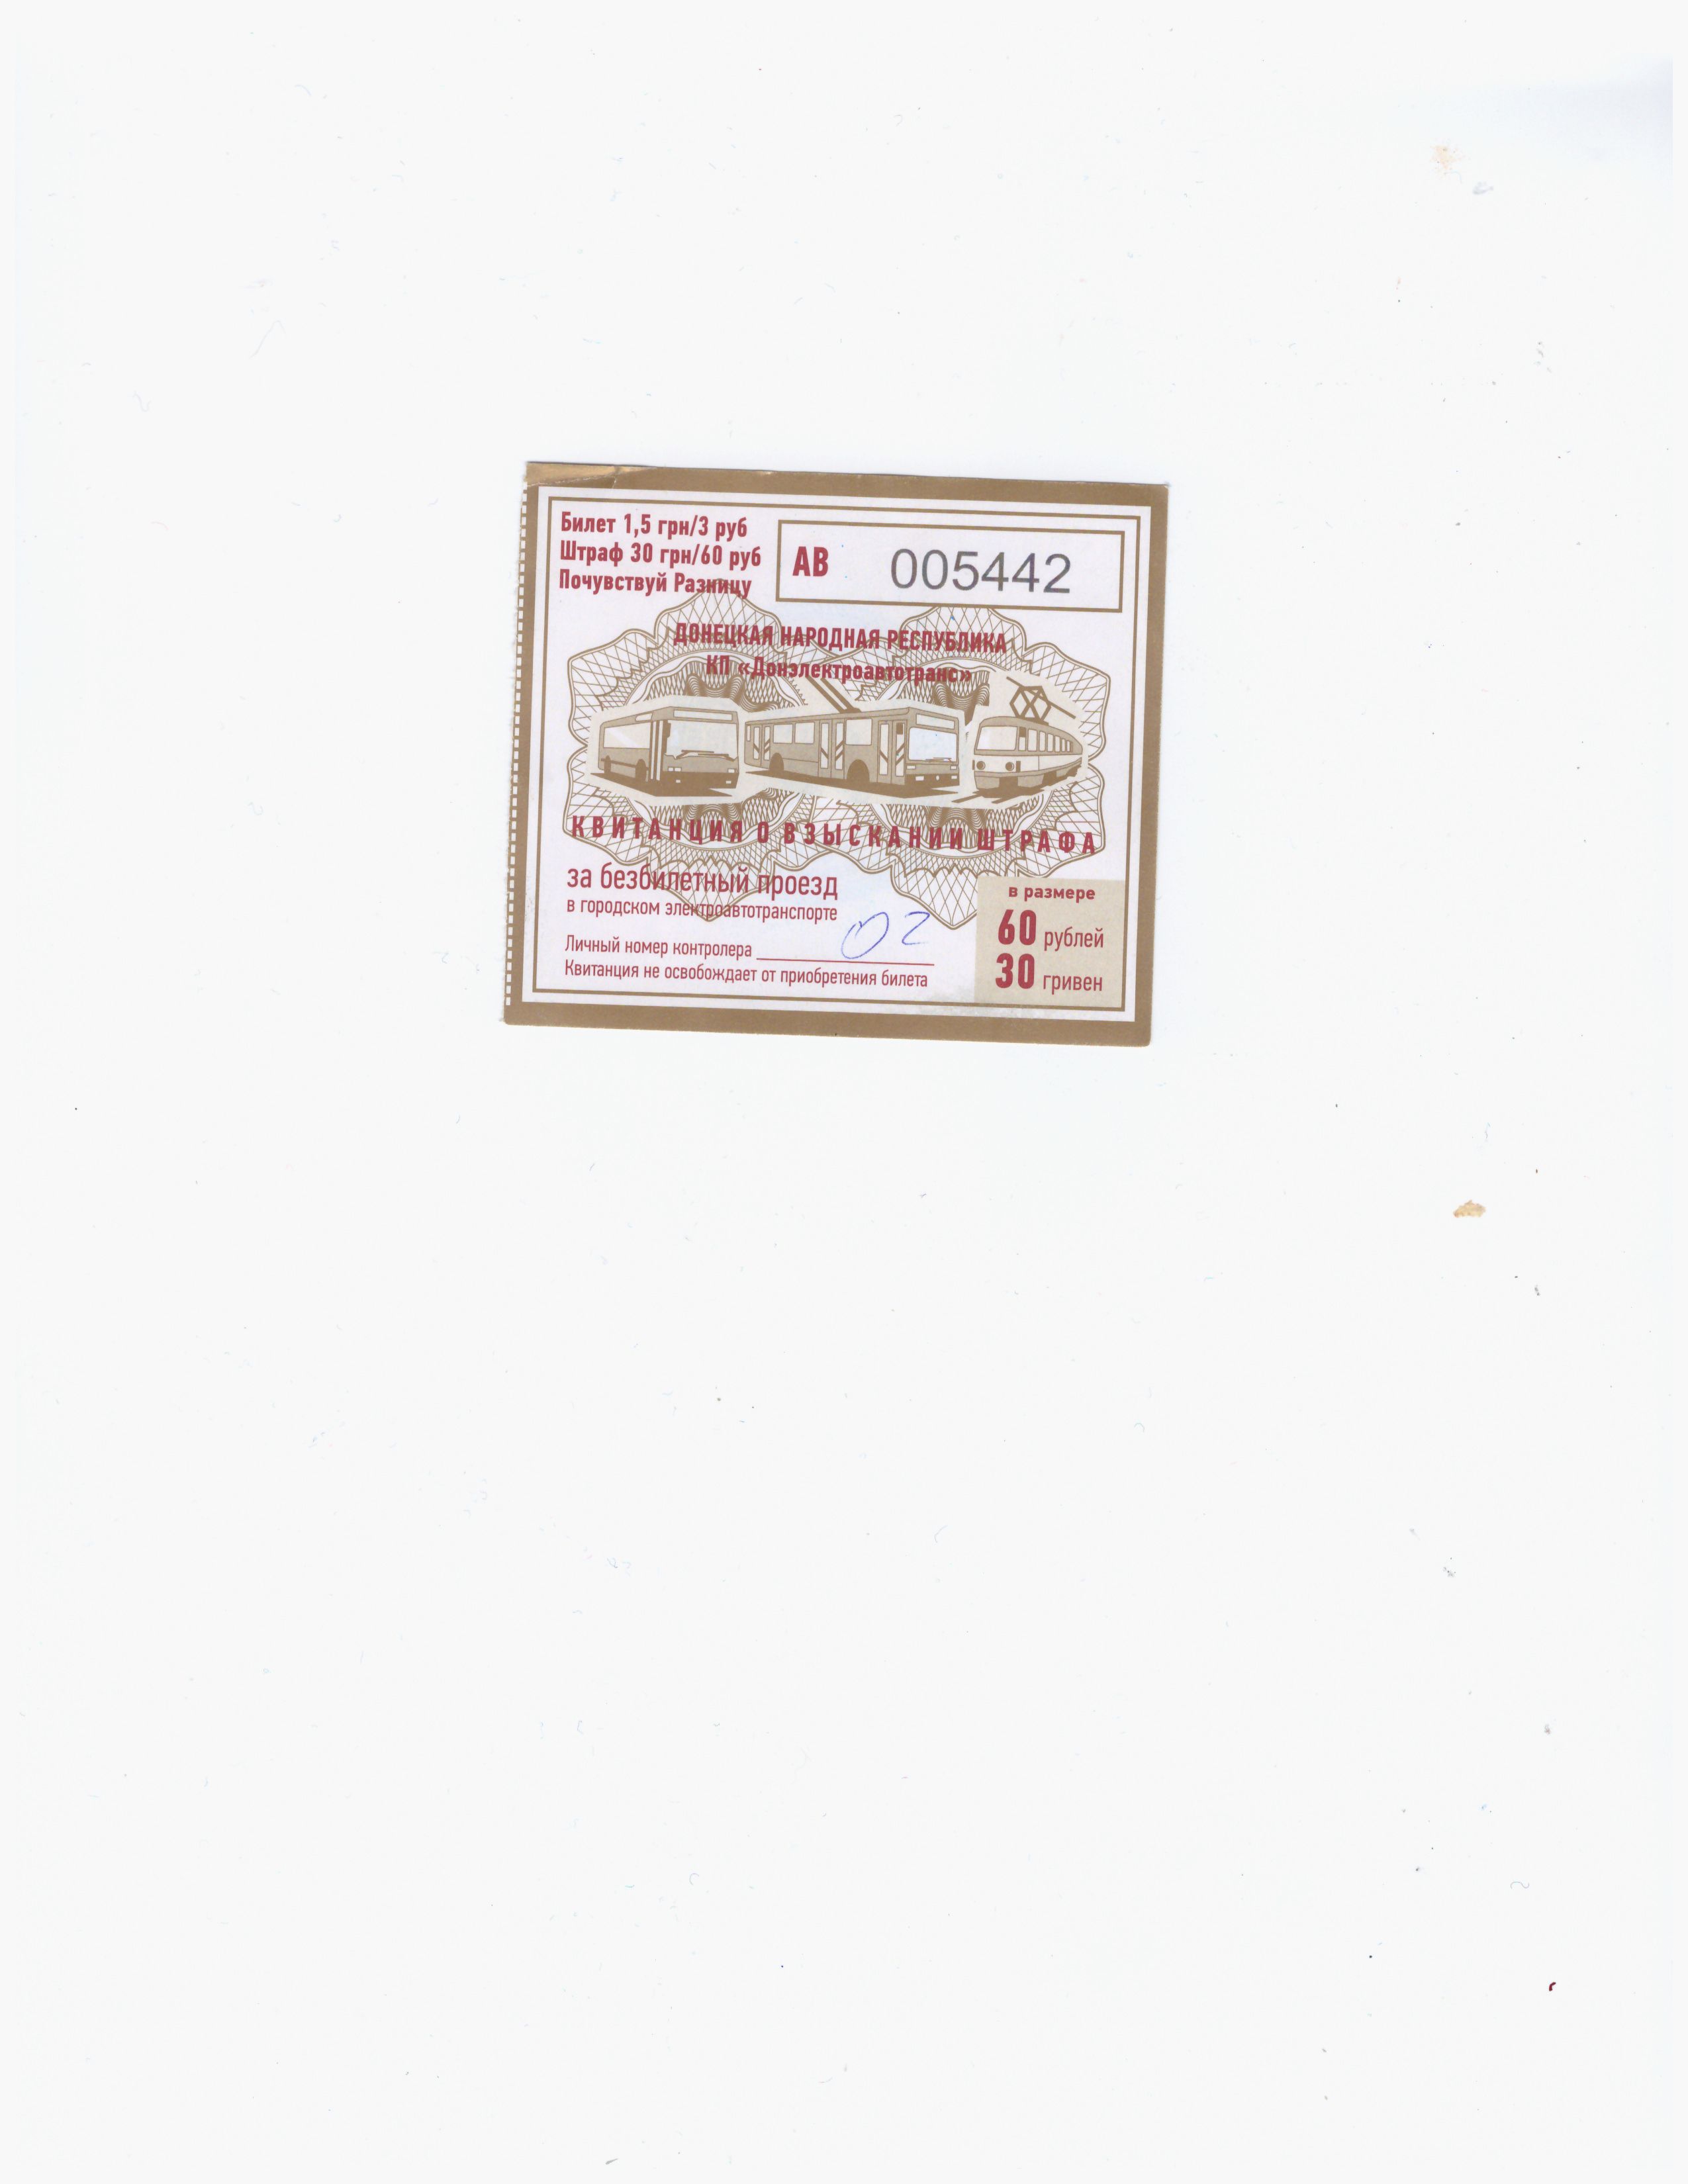 Билет 1,5 грн/3 руб
Штраф 30 грн/60 руб
Почувствуй Разницу
АВ 005442
ДОНЕЦКАЯ НАРОДНАЯ РЕСПУБЛИКА
КП «Донэлектроавтотранс»
КВИТАНЦИЯ О ВЗЫСКАНИИ ШТРАФА
за безбилетный проезд
в городском электроавтотранспорте
Личный номер контролера 02
Квитанция не освобождает от приобретения билета
в размере
60 рублей
30 гривен